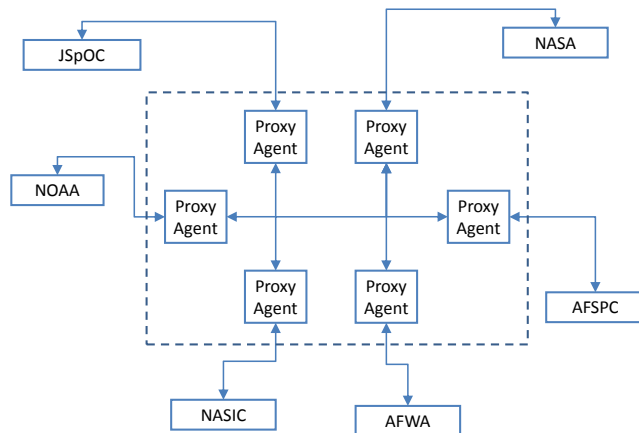 JSpOC
NASA
Proxy
Agent
Proxy
Agent
NOAA
Proxy
Agent
Proxy
Agent
Proxy
Agent
Proxy
Agent
AFSPC
NASIC
AFWA